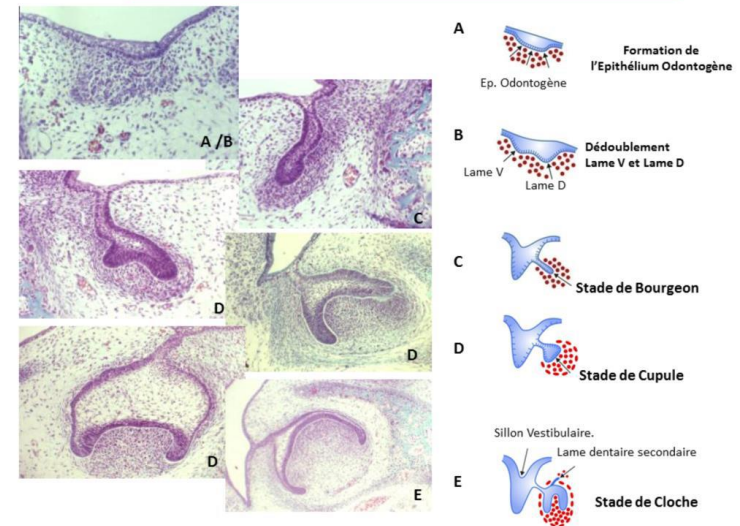 A
Formation de
l'Epithélium Odontogène
Ep. Odontogène
A /B
B
Dédoublement
Lame V et Lame D
Lame V
Lame D
C
C
Stade de Bourgeon
D
D
D
Stade de Cupule
D
Sillon Vestibulaire.
Lame dentaire secondaire
E
E
Stade de Cloche